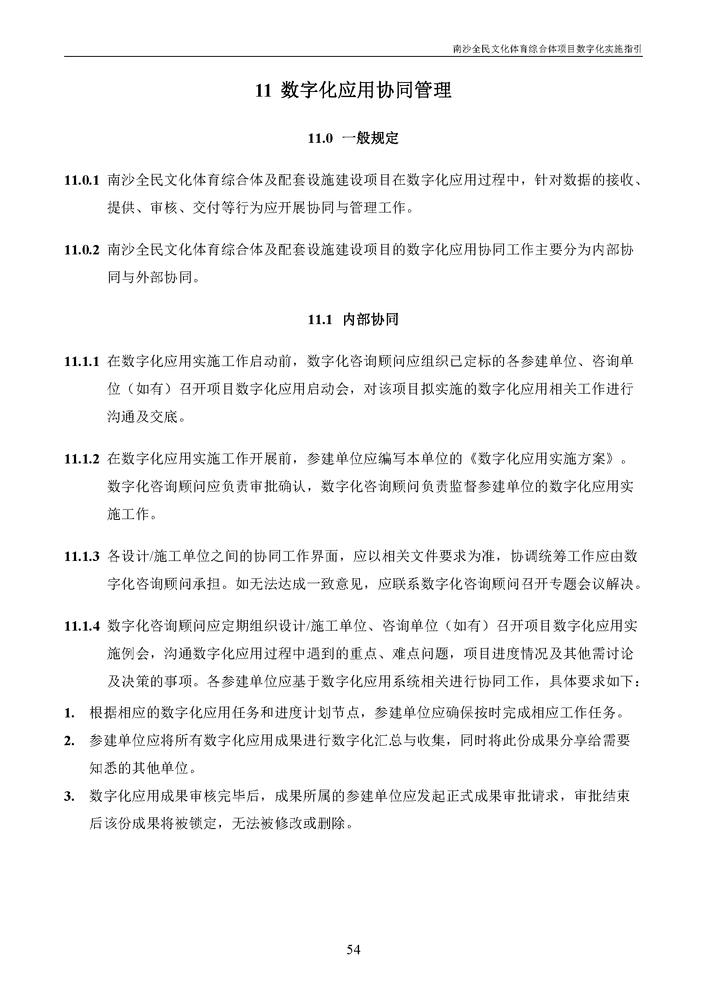 南沙全民文化体育综合体项目数字化实施指引
11 数字化应用协同管理
11.0 一般规定
11.0.1 南沙全民文化体育综合体及配套设施建设项目在数字化应用过程中，针对数据的接收、
提供、审核、交付等行为应开展协同与管理工作。
11.0.2 南沙全民文化体育综合体及配套设施建设项目的数字化应用协同工作主要分为内部协
同与外部协同。
11.1 内部协同
11.1.1 在数字化应用实施工作启动前，数字化咨询顾问应组织已定标的各参建单位、咨询单
位（如有）召开项目数字化应用启动会，对该项目拟实施的数字化应用相关工作进行
沟通及交底。
11.1.2 在数字化应用实施工作开展前，参建单位应编写本单位的《数字化应用实施方案》。
数字化咨询顾问应负责审批确认，数字化咨询顾问负责监督参建单位的数字化应用实
施工作。
11.1.3 各设计/施工单位之间的协同工作界面，应以相关文件要求为准，协调统筹工作应由数
字化咨询顾问承担。如无法达成一致意见，应联系数字化咨询顾问召开专题会议解决。
11.1.4 数字化咨询顾问应定期组织设计/施工单位、咨询单位（如有）召开项目数字化应用实
施例会，沟通数字化应用过程中遇到的重点、难点问题，项目进度情况及其他需讨论
及决策的事项。各参建单位应基于数字化应用系统相关进行协同工作，具体要求如下：
1. 根据相应的数字化应用任务和进度计划节点，参建单位应确保按时完成相应工作任务。
2. 参建单位应将所有数字化应用成果进行数字化汇总与收集，同时将此份成果分享给需要
知悉的其他单位。
3. 数字化应用成果审核完毕后，成果所属的参建单位应发起正式成果审批请求，审批结束
后该份成果将被锁定，无法被修改或删除。
54